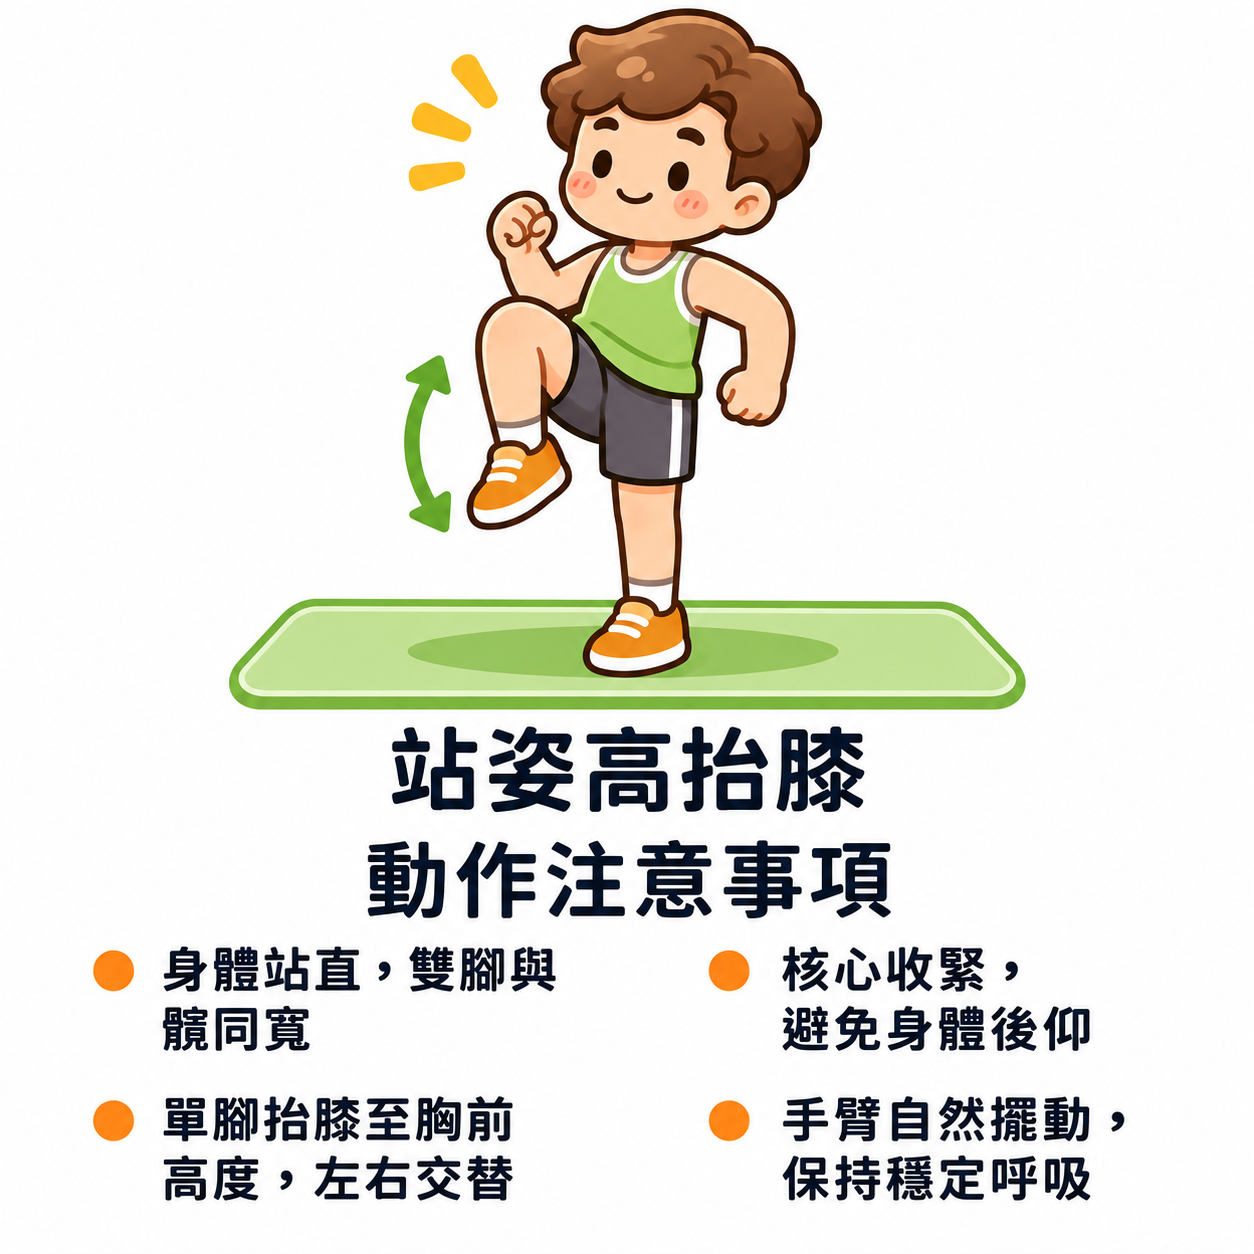 站姿高抬膝
動作注意事項
身體站直，雙腳與
髖同寬
單腳抬膝至胸前
高度，左右交替
核心收緊，
避免身體後仰
手臂自然擺動，
保持穩定呼吸